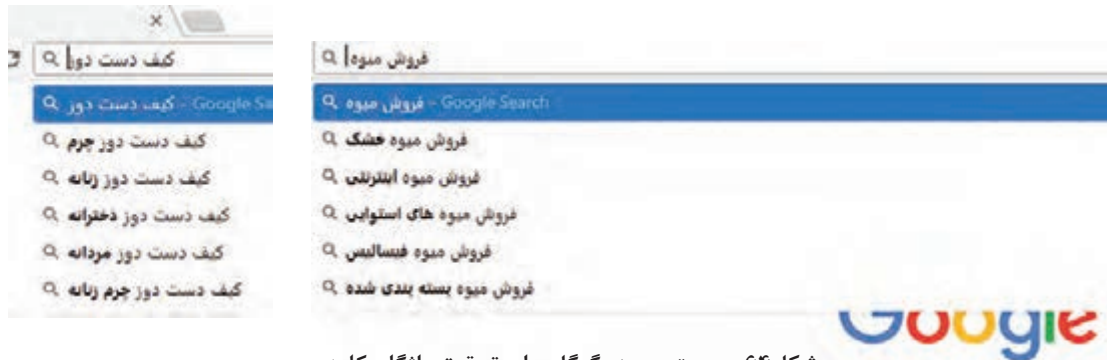 کیف دست دوز
کیف دست دوز - Google Sa
کیف دست دوز چرم
کیف دست دوز زنانه
کیف دست دوز دخترانه
کیف دست دوز مردانه
کیف دست دوز چرم زنانه
فروش میوه
فروش میوه - Google Search
فروش میوه خشک
فروش میوه اینترنتی
فروش میوه های استوایی
فروش میوه فیسالیس
فروش میوه بسته بندی شده
Google